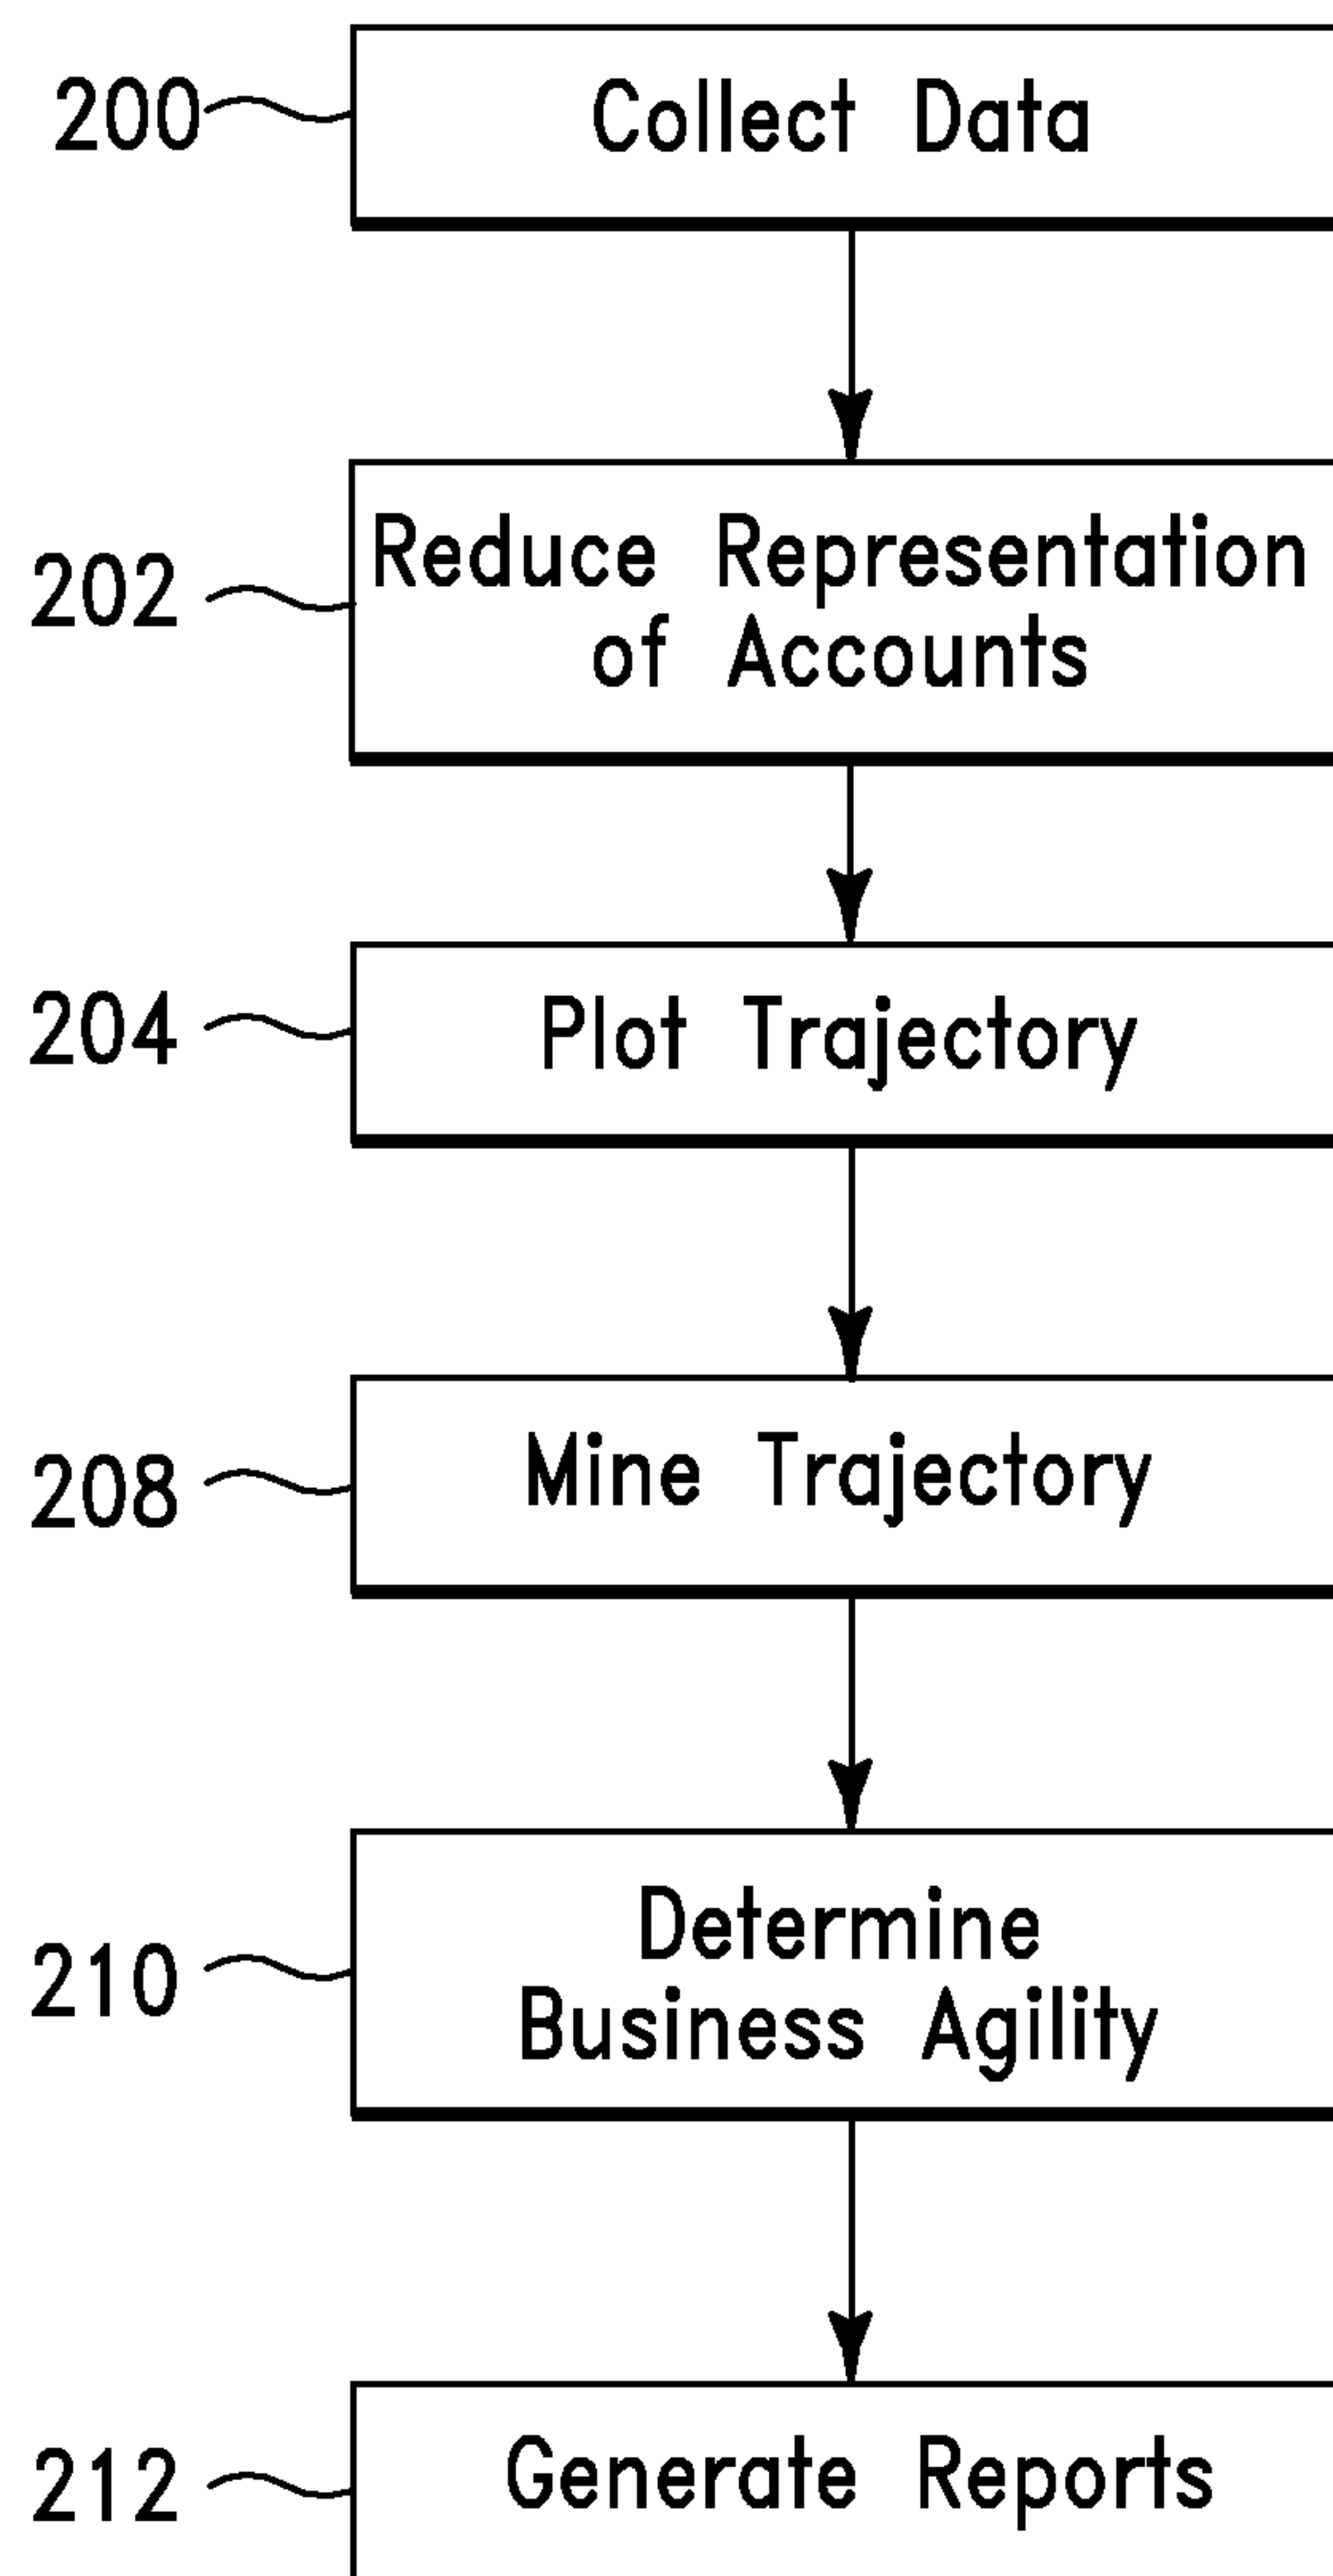 200
Collect Data
202
Reduce Representation
of Accounts
204
Plot Trajectory
208
Mine Trajectory
210
Determine
Business Agility
212
Generate Reports